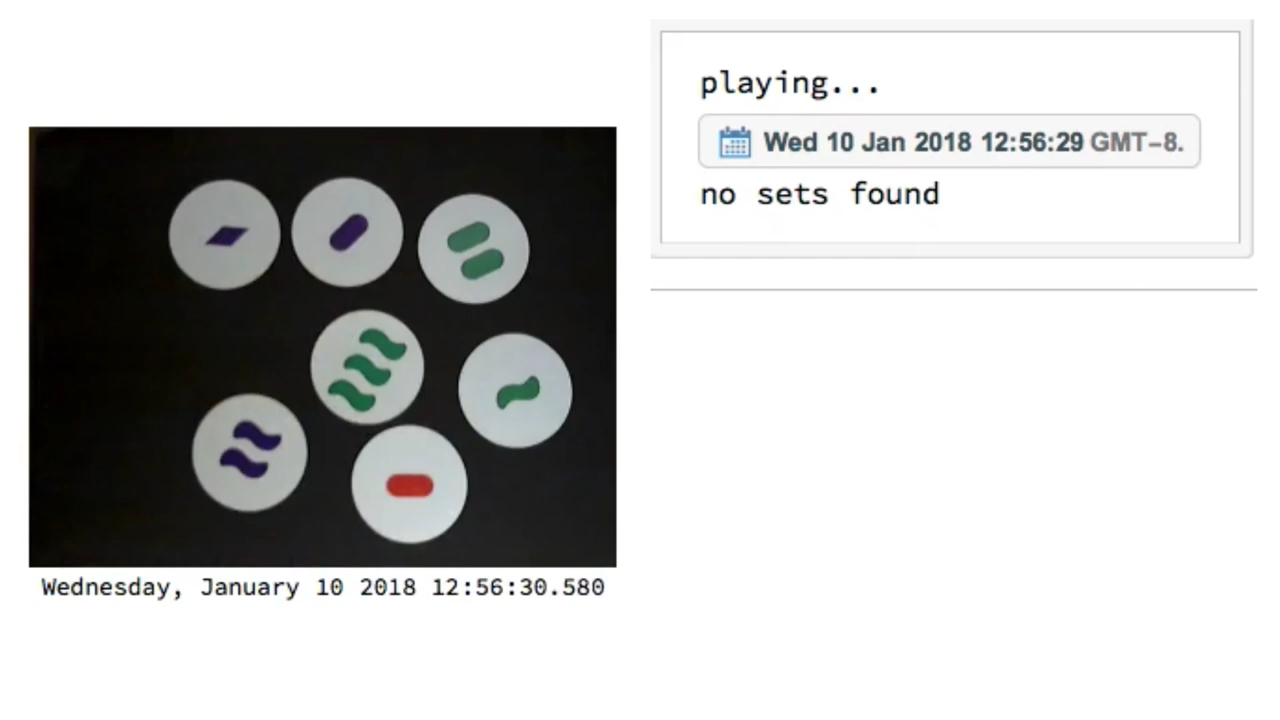 playing...
Wed 10 Jan 2018 12:56:29 GMT−8.
no sets found
Wednesday, January 10 2018 12:56:30.580